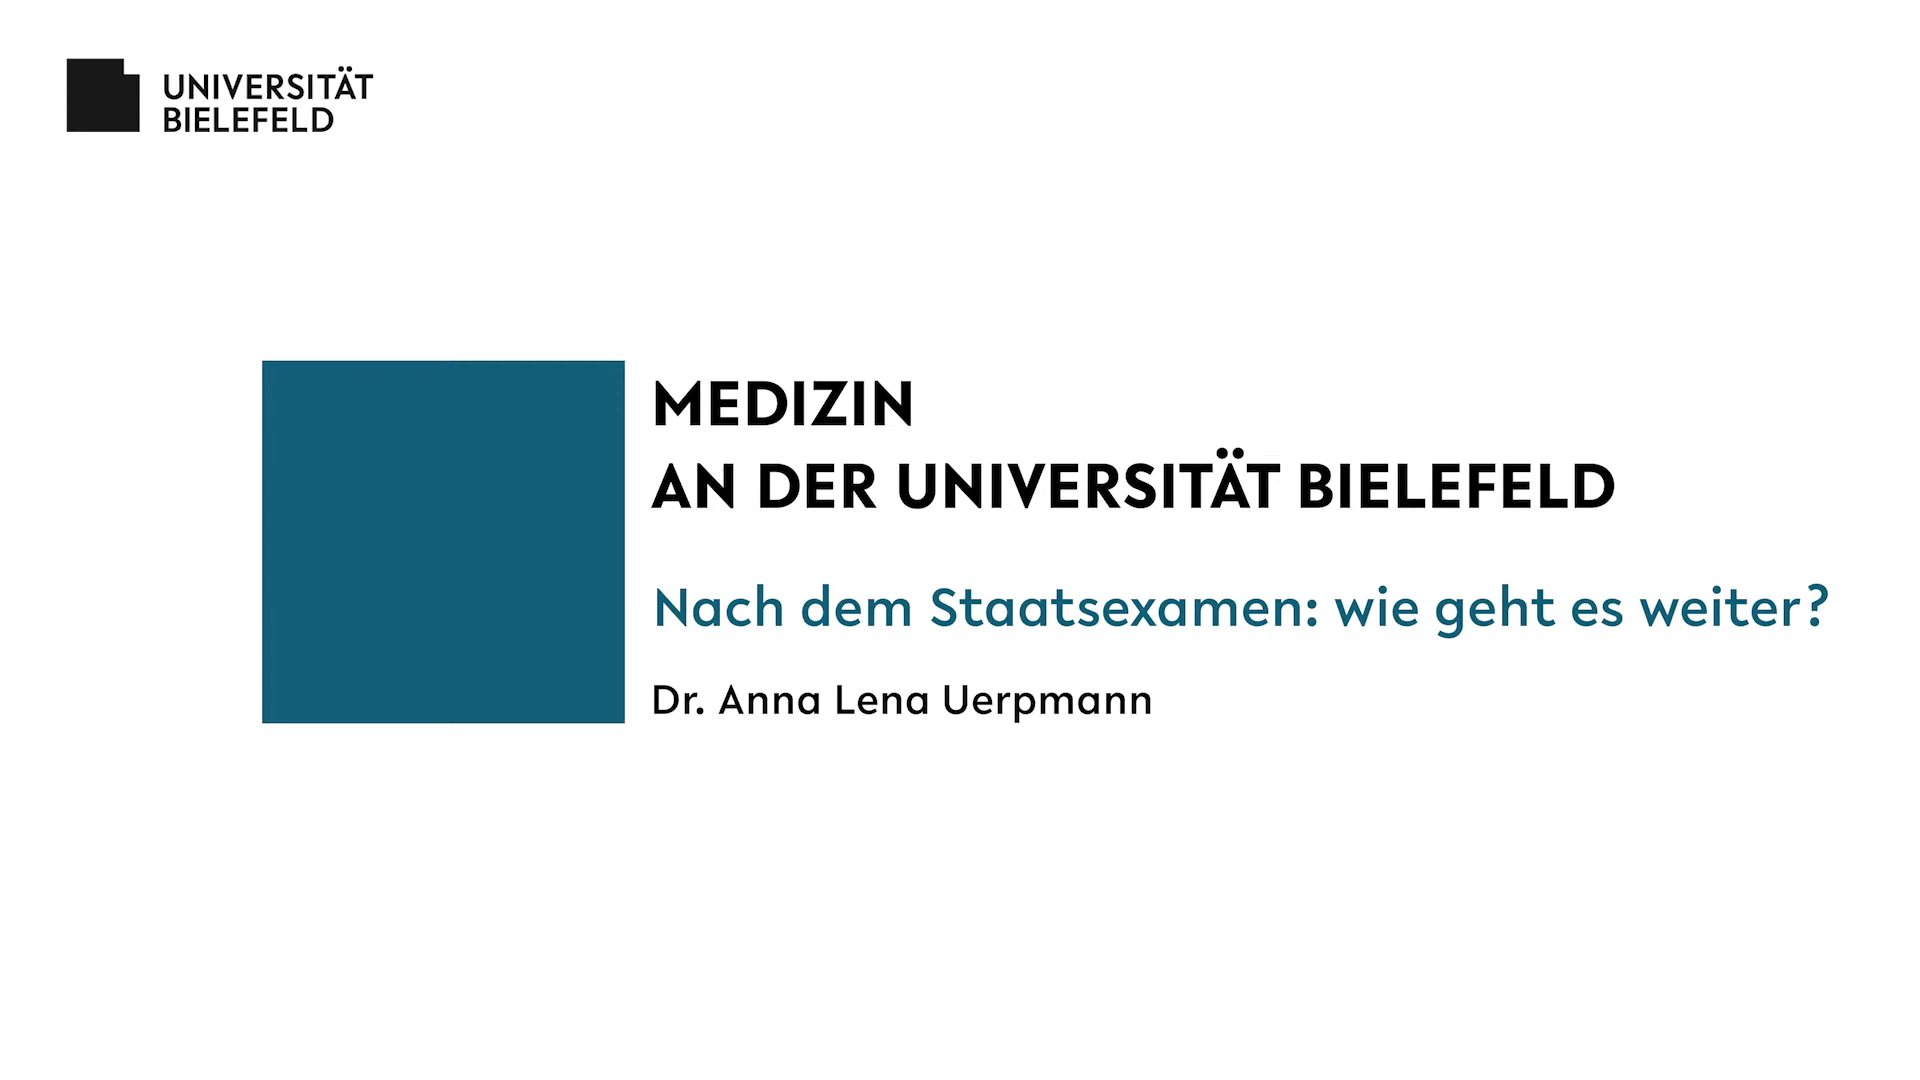 UNIVERSITÄT
BIELEFELD
MEDIZIN
AN DER UNIVERSITÄT BIELEFELD
Nach dem Staatsexamen: wie geht es weiter?
Dr. Anna Lena Uerpmann